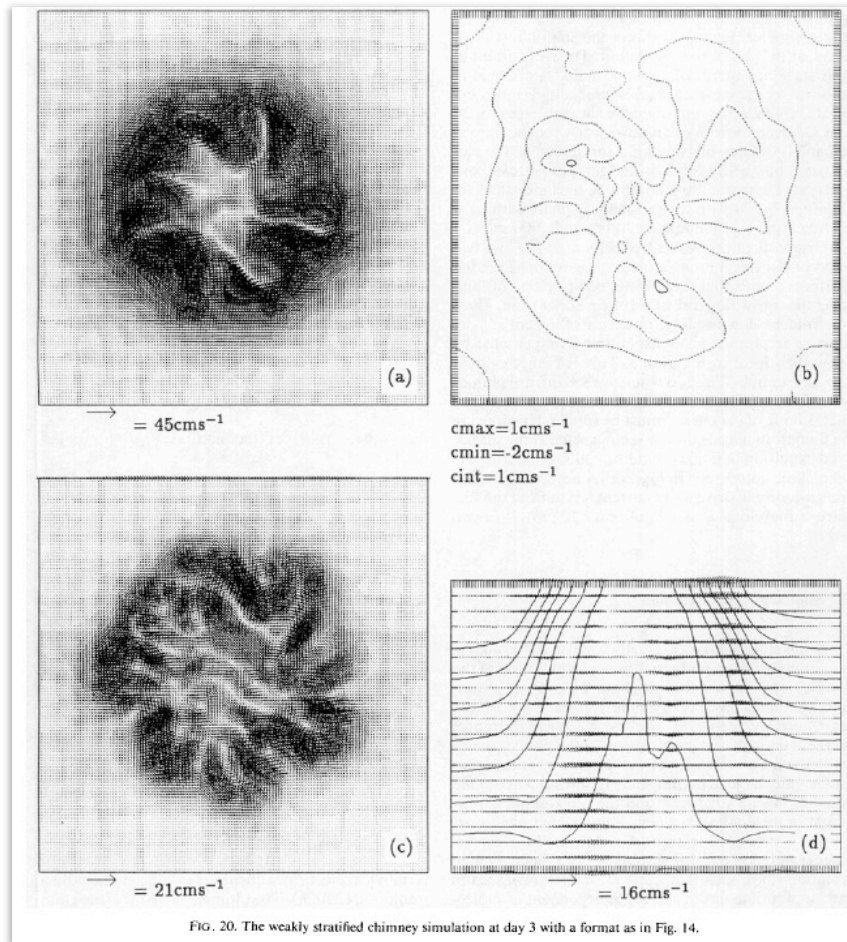 (a)
(b)
= 45cms⁻¹
cmax=1cms⁻¹
cmin=-2cms⁻¹
cint=1cms⁻¹
(c)
(d)
= 21cms⁻¹
= 16cms⁻¹
FIG. 20. The weakly stratified chimney simulation at day 3 with a format as in Fig. 14.